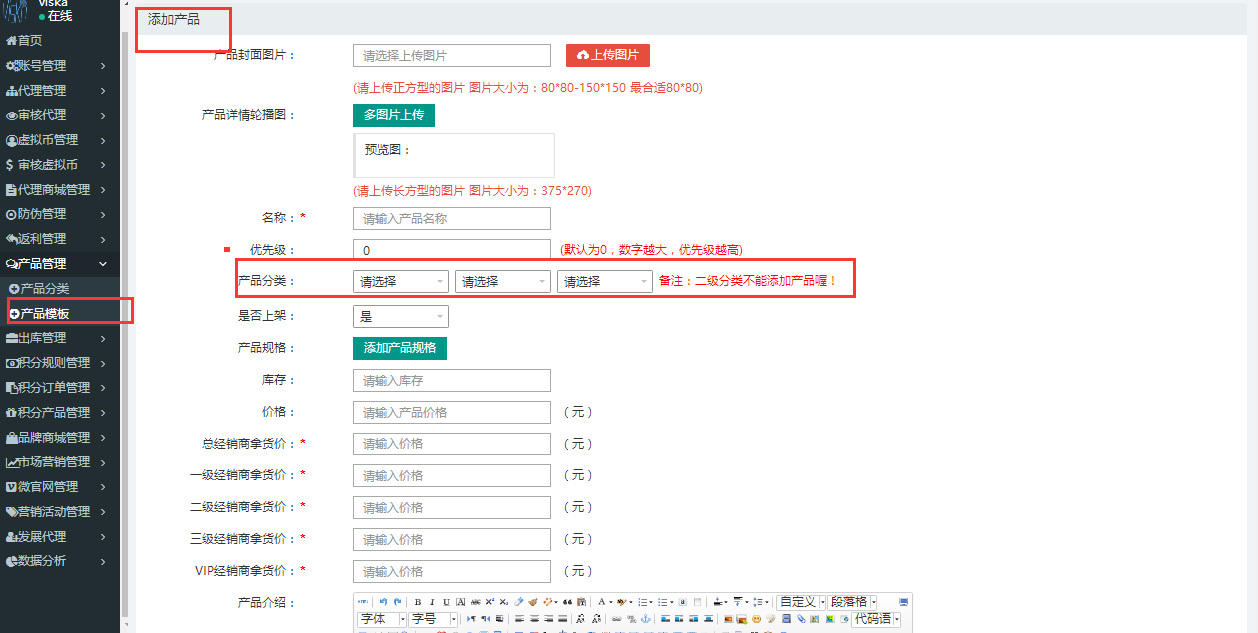 viska
在线
首页
账号管理
代理管理
审核代理
虚拟币管理
审核虚拟币
代理商城管理
防伪管理
返利管理
产品管理
产品分类
产品模板
出库管理
积分规则管理
积分订单管理
积分产品管理
品牌商城管理
市场营销管理
微官网管理
营销活动管理
发展代理
数据分析
添加产品
产品封面图片： 请选择上传图片 上传图片
(请上传正方型的图片 图片大小为：80*80-150*150 最合适80*80)
产品详情轮播图： 多图片上传
预览图：
(请上传长方型的图片 图片大小为：375*270)
名称：* 请输入产品名称
优先级： 0 (默认为0，数字越大，优先级越高)
产品分类： 请选择 请选择 请选择 备注：二级分类不能添加产品喔！
是否上架： 是
产品规格： 添加产品规格
库存： 请输入库存
价格： 请输入产品价格 （元）
总经销商拿货价：* 请输入价格 （元）
一级经销商拿货价：* 请输入价格 （元）
二级经销商拿货价：* 请输入价格 （元）
三级经销商拿货价：* 请输入价格 （元）
VIP经销商拿货价：* 请输入价格 （元）
产品介绍： 自定义 段落格
字体 字号 代码语